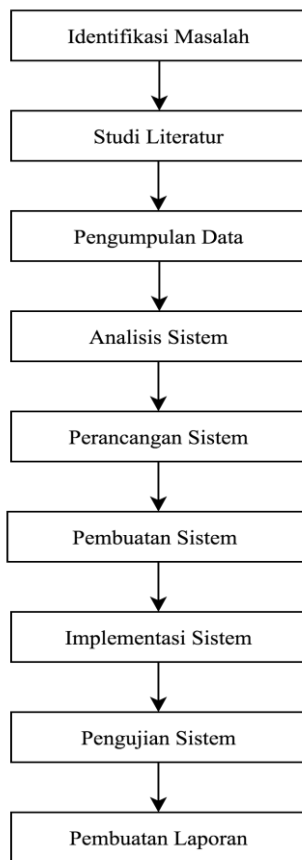 Identifikasi Masalah
Studi Literatur
Pengumpulan Data
Analisis Sistem
Perancangan Sistem
Pembuatan Sistem
Implementasi Sistem
Pengujian Sistem
Pembuatan Laporan